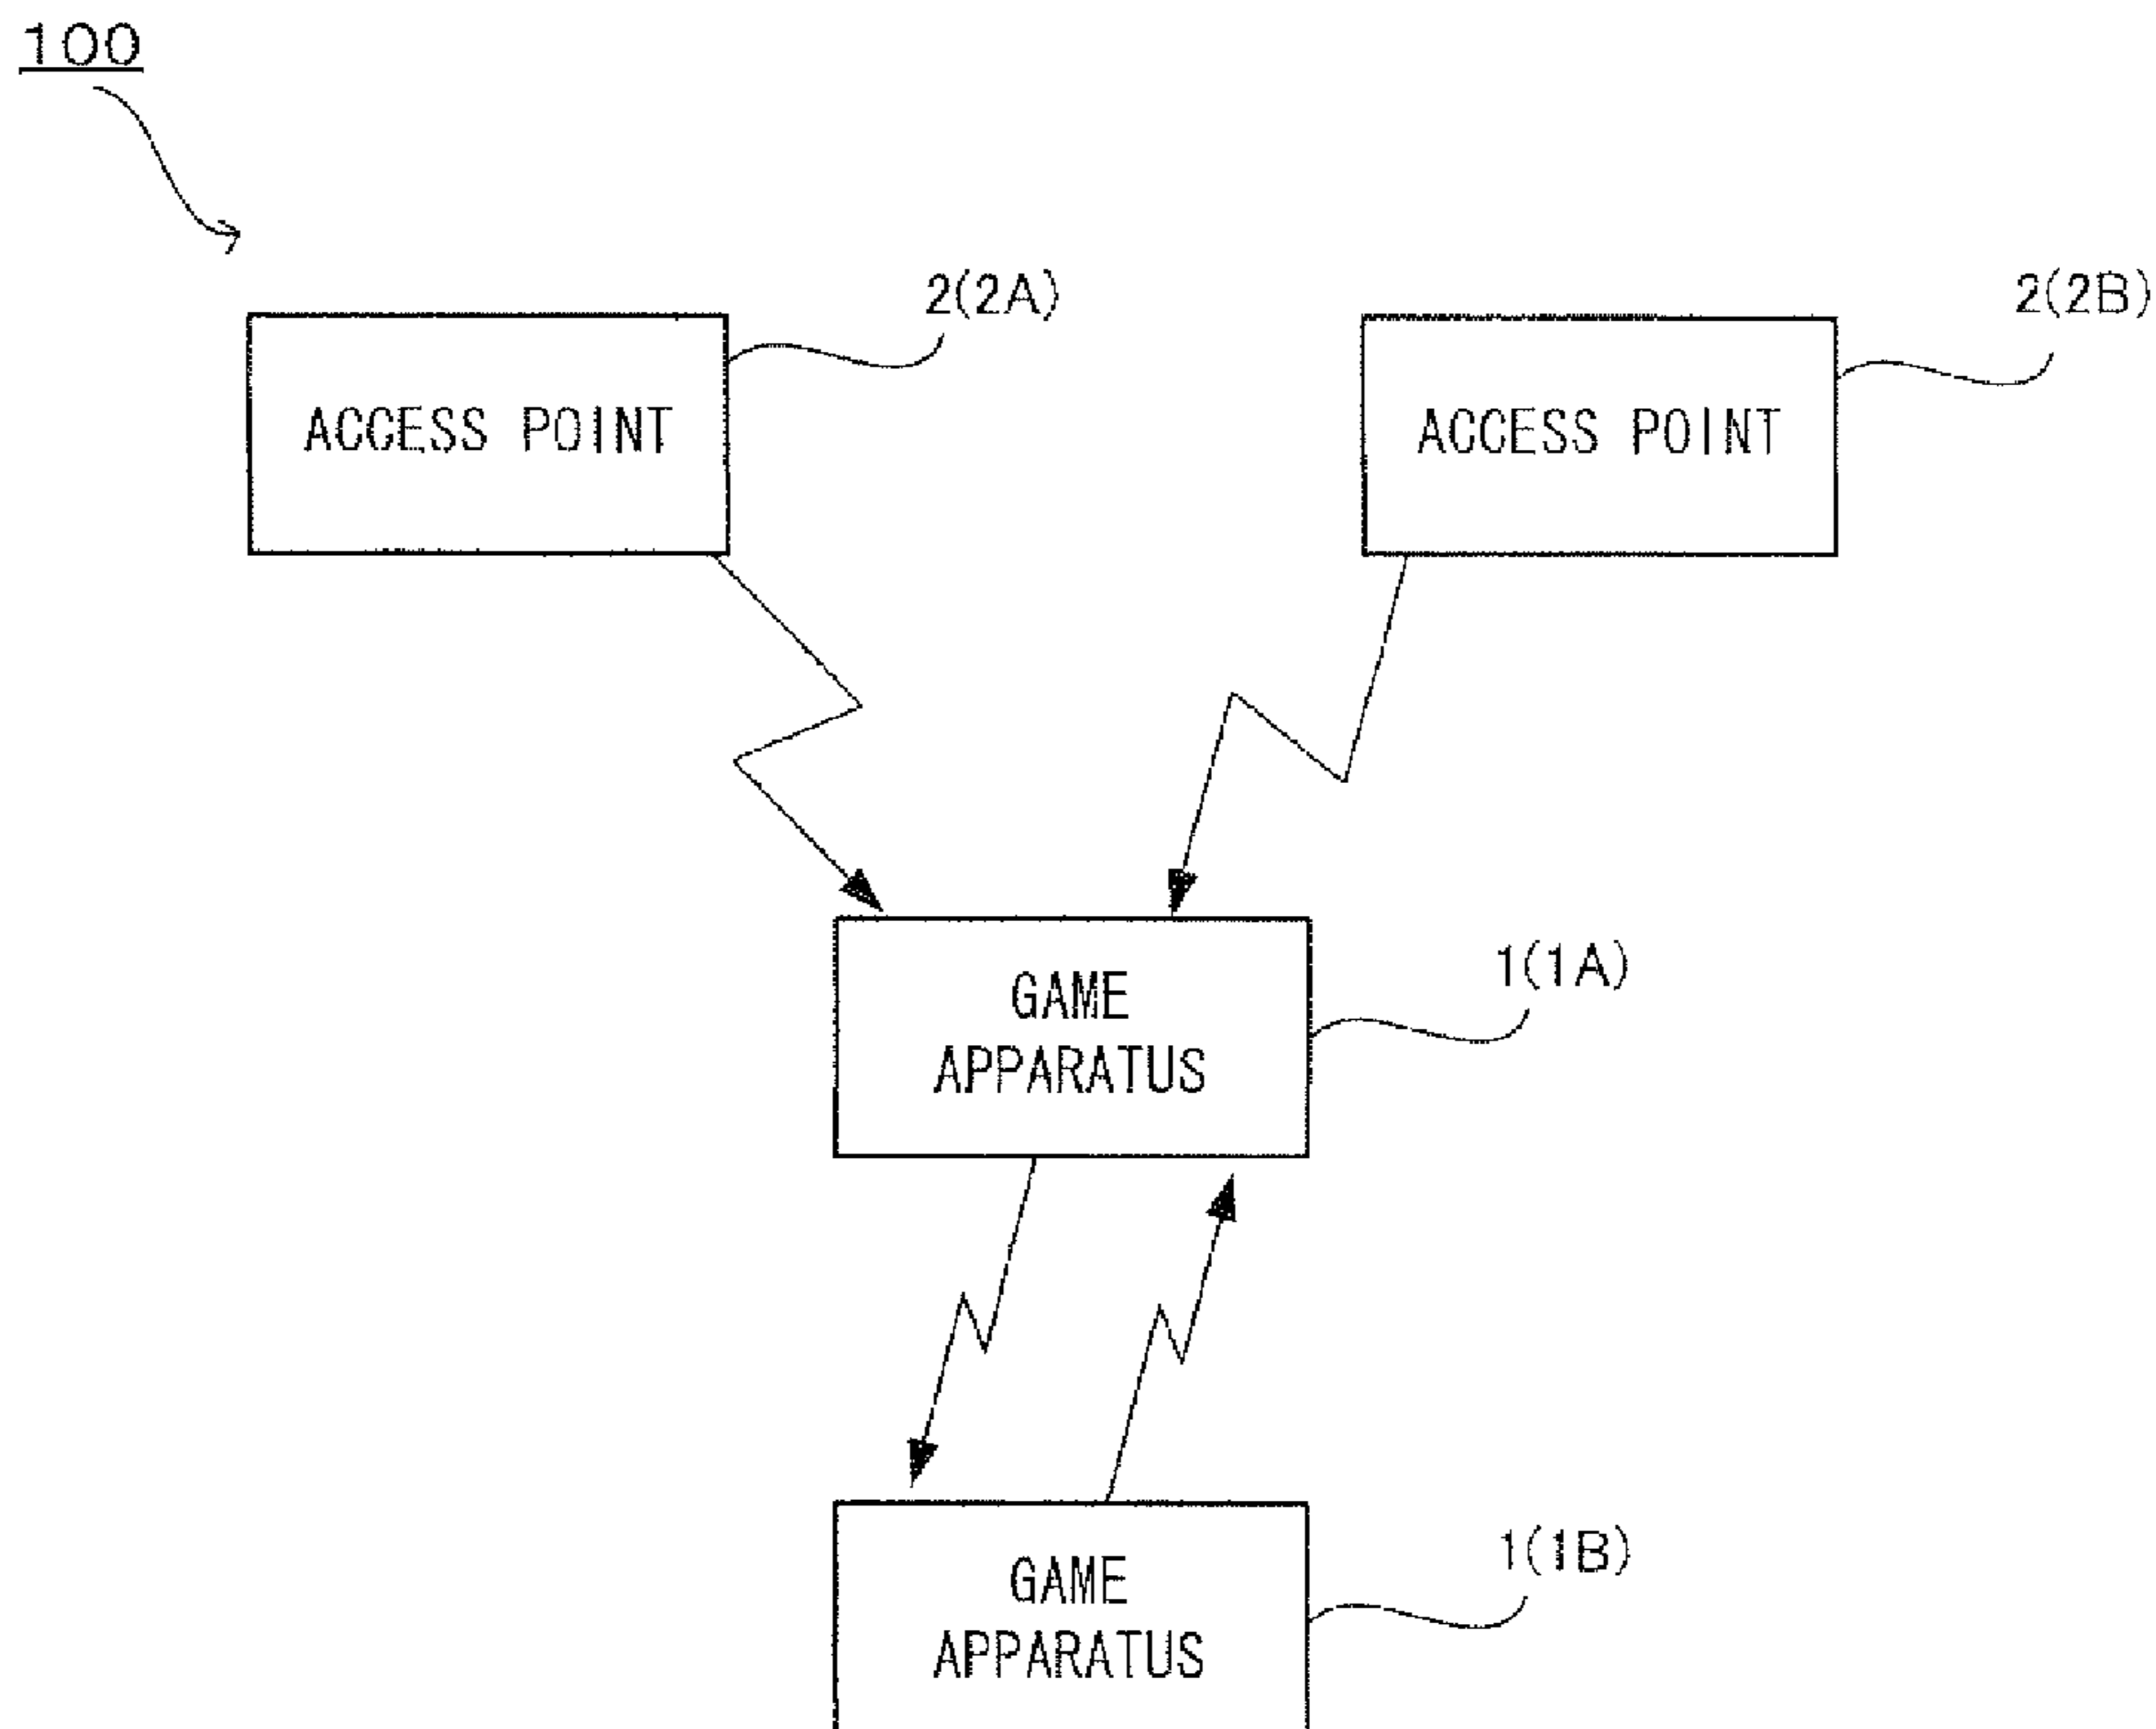 100
2(2A)
2(2B)
ACCESS POINT
ACCESS POINT
1(1A)
GAME
APPARATUS
1(1B)
GAME
APPARATUS